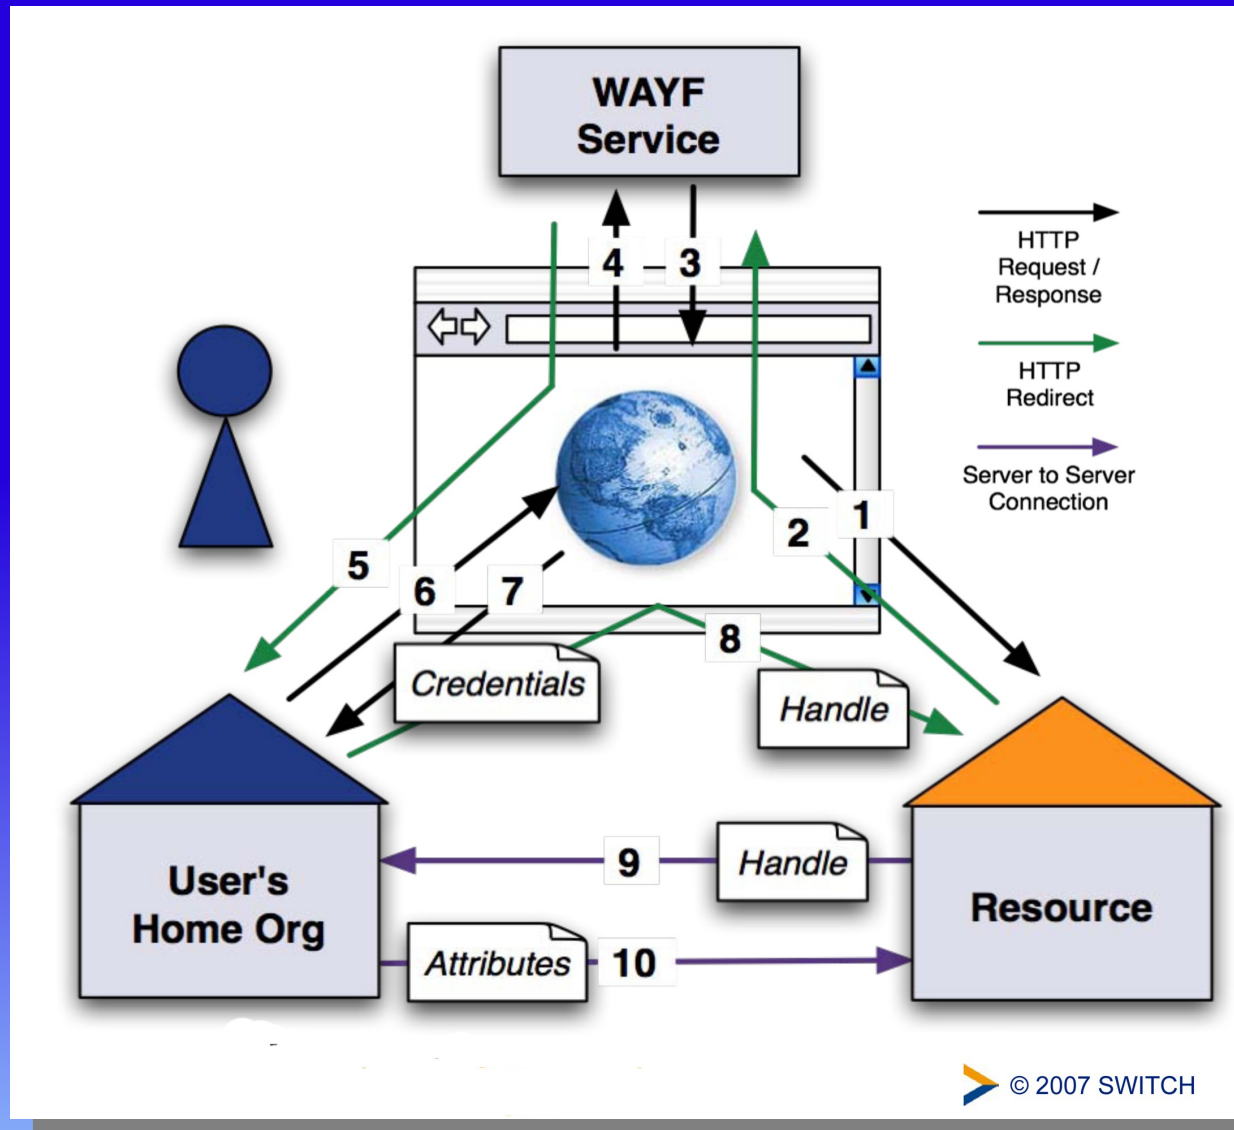 WAYF
Service
4
3
HTTP
Request /
Response
HTTP
Redirect
Server to Server
Connection
1
2
5
6
7
8
Credentials
Handle
9
Handle
User's
Home Org
Resource
Attributes
10
© 2007 SWITCH